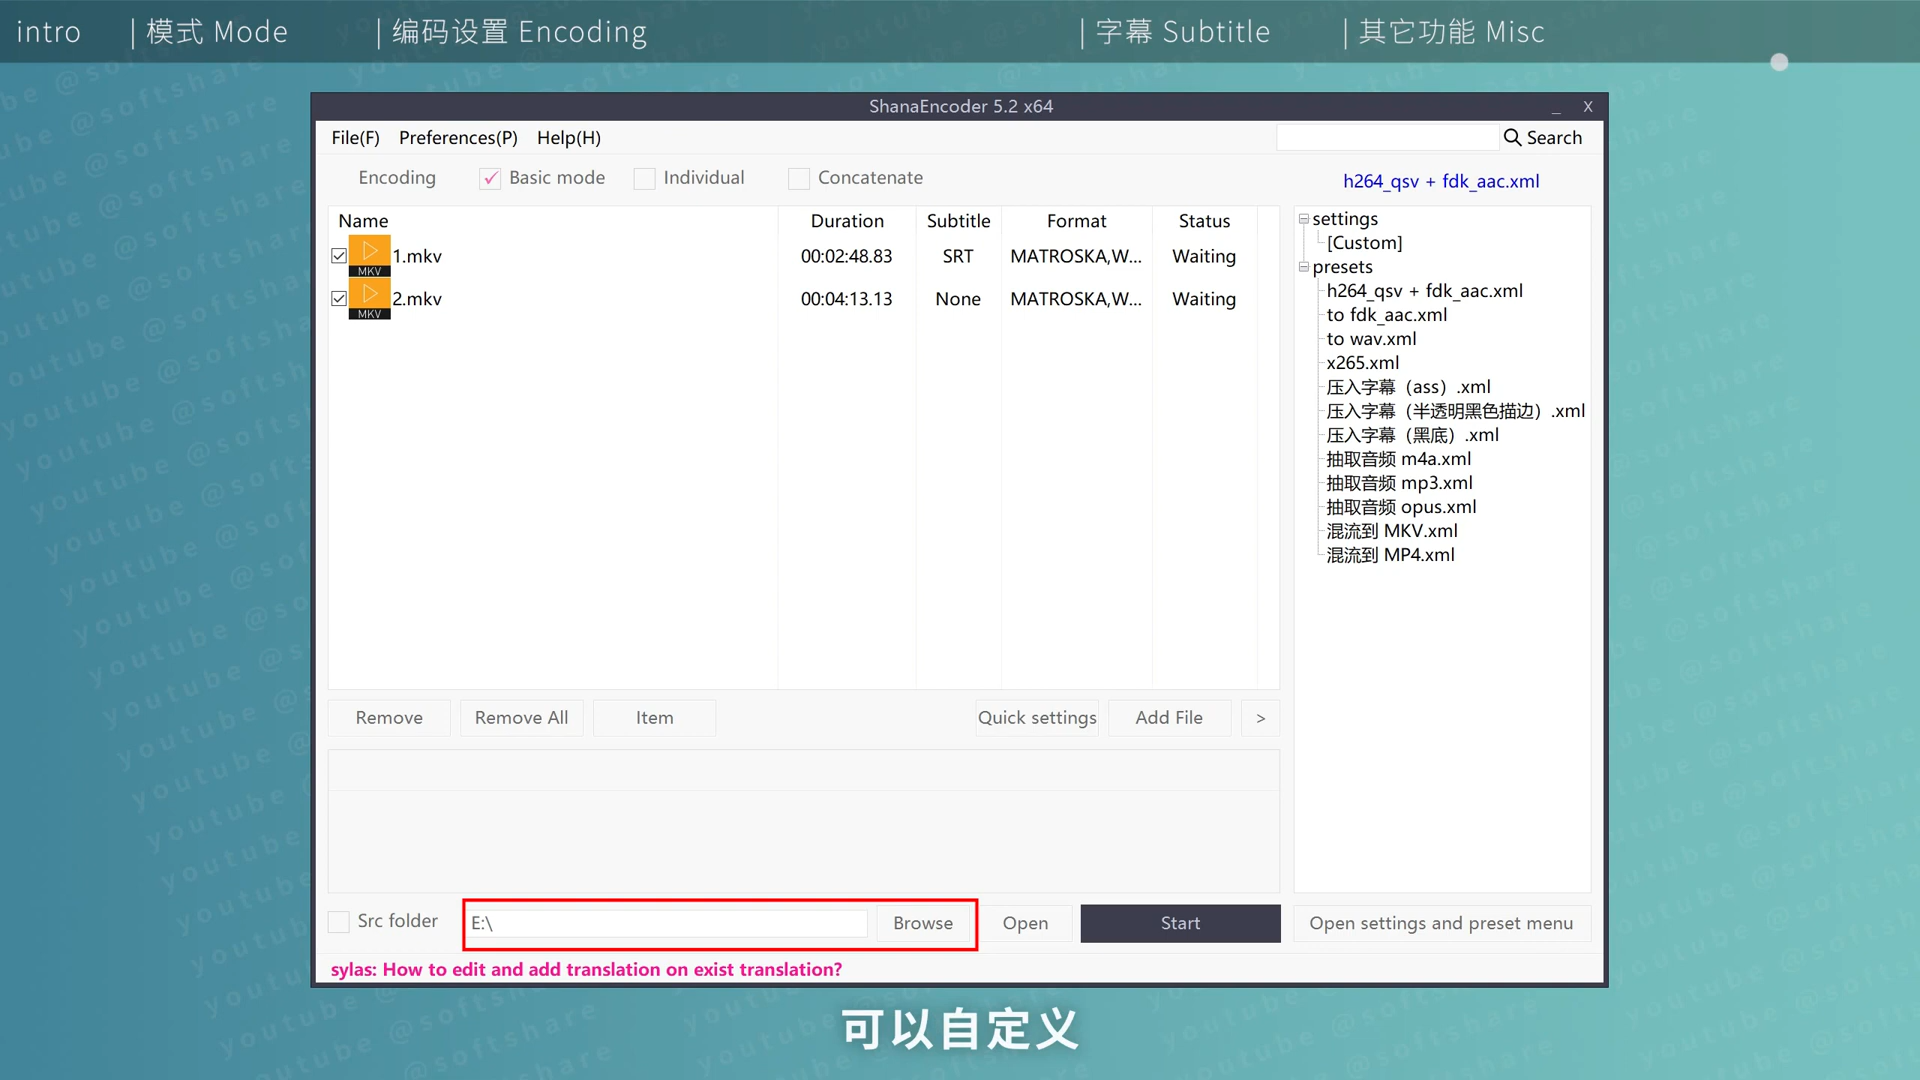 intro | 模式 Mode | 编码设置 Encoding | 字幕 Subtitle | 其它功能 Misc
ShanaEncoder 5.2 x64 _ X
File(F) Preferences(P) Help(H) Search
Encoding Basic mode Individual Concatenate
h264_qsv + fdk_aac.xml
Name Duration Subtitle Format Status
MKV 1.mkv 00:02:48.83 SRT MATROSKA,W... Waiting
MKV 2.mkv 00:04:13.13 None MATROSKA,W... Waiting
settings
[Custom]
presets
h264_qsv + fdk_aac.xml
to fdk_aac.xml
to wav.xml
x265.xml
压入字幕（ass）.xml
压入字幕（半透明黑色描边）.xml
压入字幕（黑底）.xml
抽取音频 m4a.xml
抽取音频 mp3.xml
抽取音频 opus.xml
混流到 MKV.xml
混流到 MP4.xml
Remove Remove All Item Quick settings Add File >
Src folder E:\ Browse Open Start Open settings and preset menu
sylas: How to edit and add translation on exist translation?
可以自定义
youtube @softshare